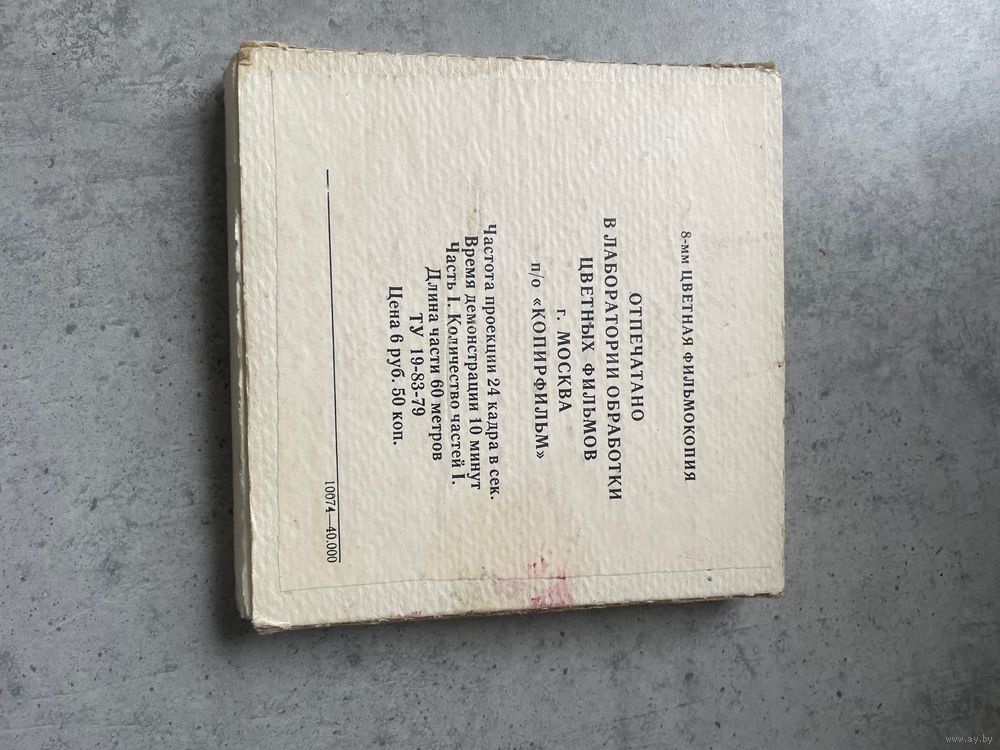 8-мм ЦВЕТНАЯ ФИЛЬМОКОПИЯ
ОТПЕЧАТАНО
В ЛАБОРАТОРИИ ОБРАБОТКИ
ЦВЕТНЫХ ФИЛЬМОВ
г. МОСКВА
п/о «КОПИРФИЛЬМ»
Частота проекции 24 кадра в сек.
Время демонстрации 10 минут
Часть I. Количество частей I.
Длина части 60 метров
ТУ 19-83-79
Цена 6 руб. 50 коп.
10074—40.000
www.ay.by